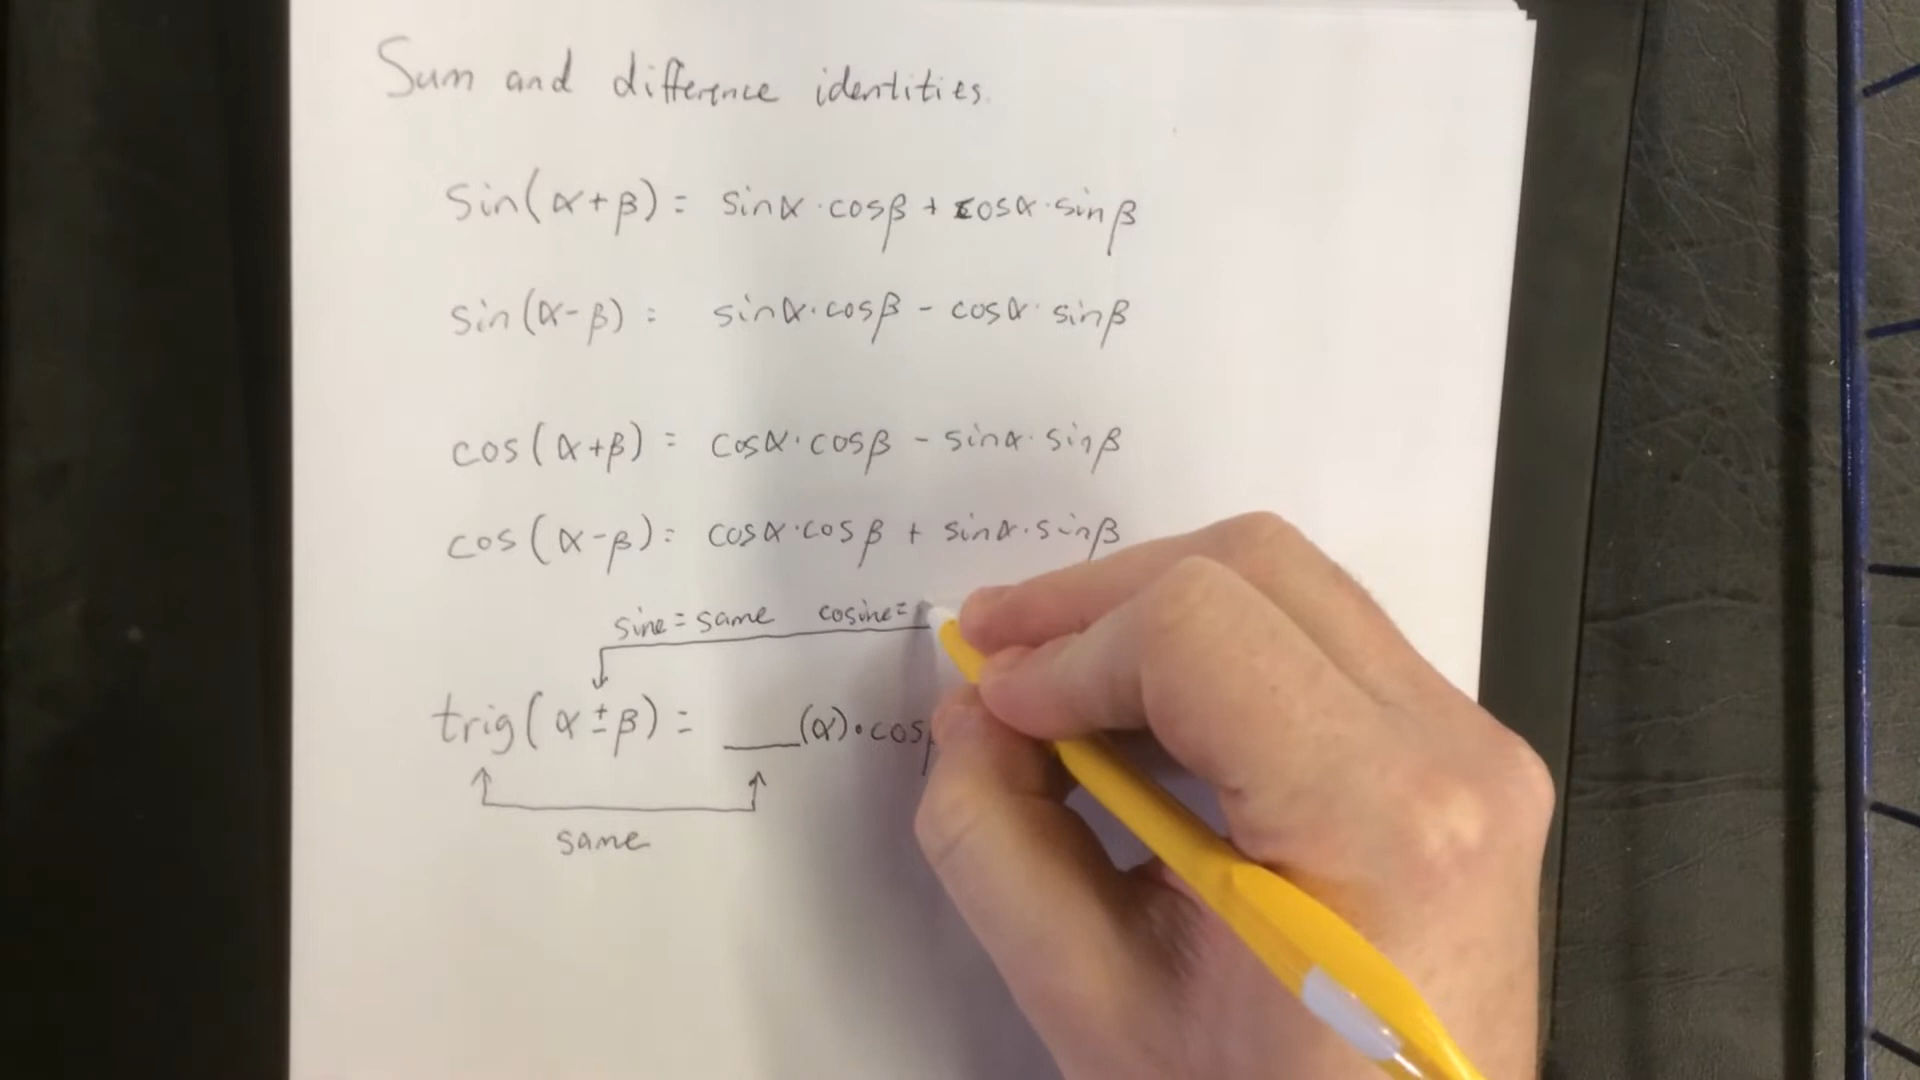 Sum and difference identities.
sin(α+β) = sinα·cosβ + cosα·sinβ
sin(α-β) = sinα·cosβ - cosα·sinβ
cos(α+β) = cosα·cosβ - sinα·sinβ
cos(α-β) = cosα·cosβ + sinα·sinβ
sine = same cosine =
trig(α±β) = ___(α)·cosβ
same